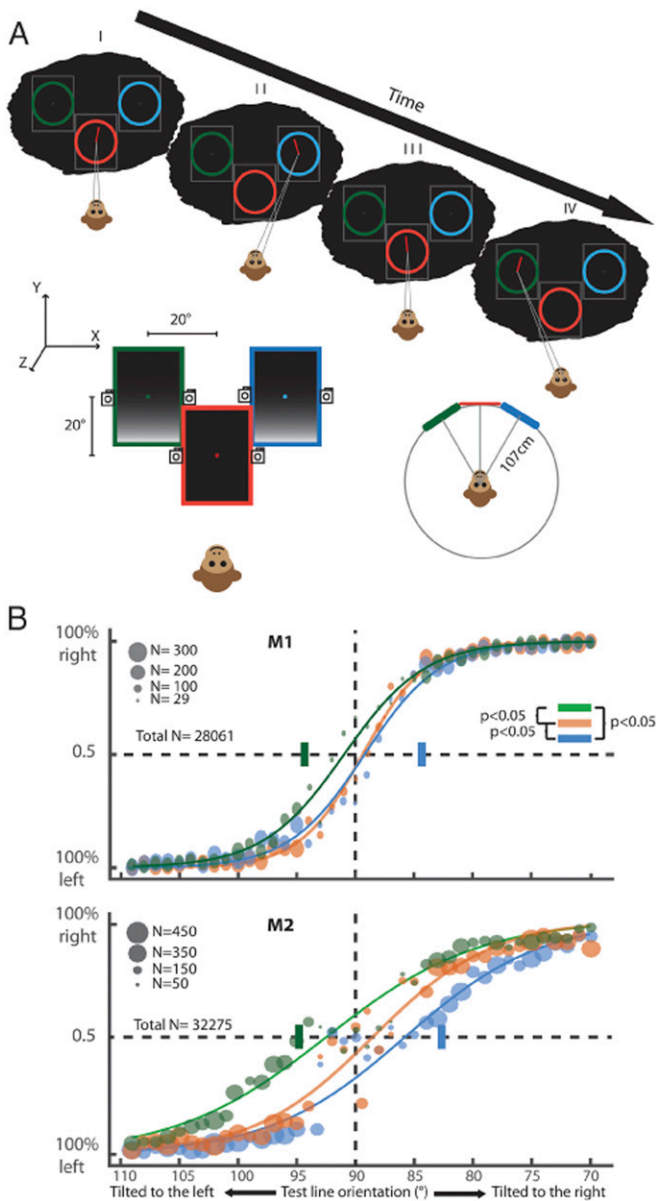 A
I
II
III
IV
Time
Y
X
Z
20°
20°
107cm
B
100%
right
M1
N= 300
N= 200
N= 100
N= 29
Total N= 28061
0.5
100%
left
p<0.05
p<0.05
p<0.05
100%
right
M2
N=450
N=350
N=150
N=50
Total N= 32275
0.5
100%
left
110 105 100 95 90 85 80 75 70
Tilted to the left Test line orientation (°) Tilted to the right